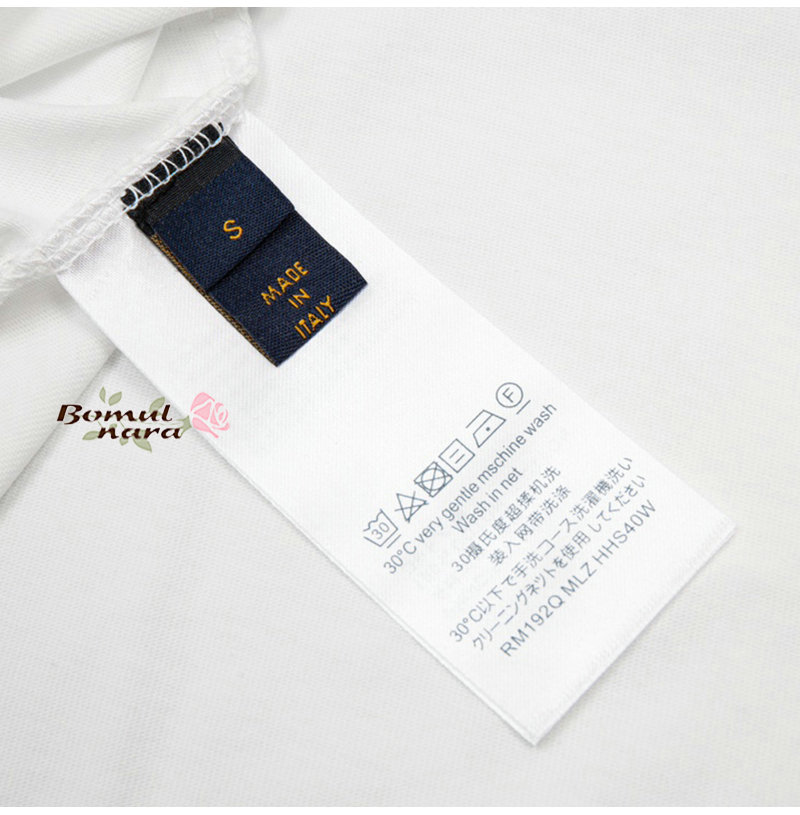 S
MADE
IN
ITALY
Bomul
nara
30
F
30°C very gentle mschine wash
Wash in net
30攝氏度超揉机洗
装入网带洗涤
30°C以下で手洗コース洗濯機洗い
クリーニングネットを使用してください
RM192Q MLZ HHS40W